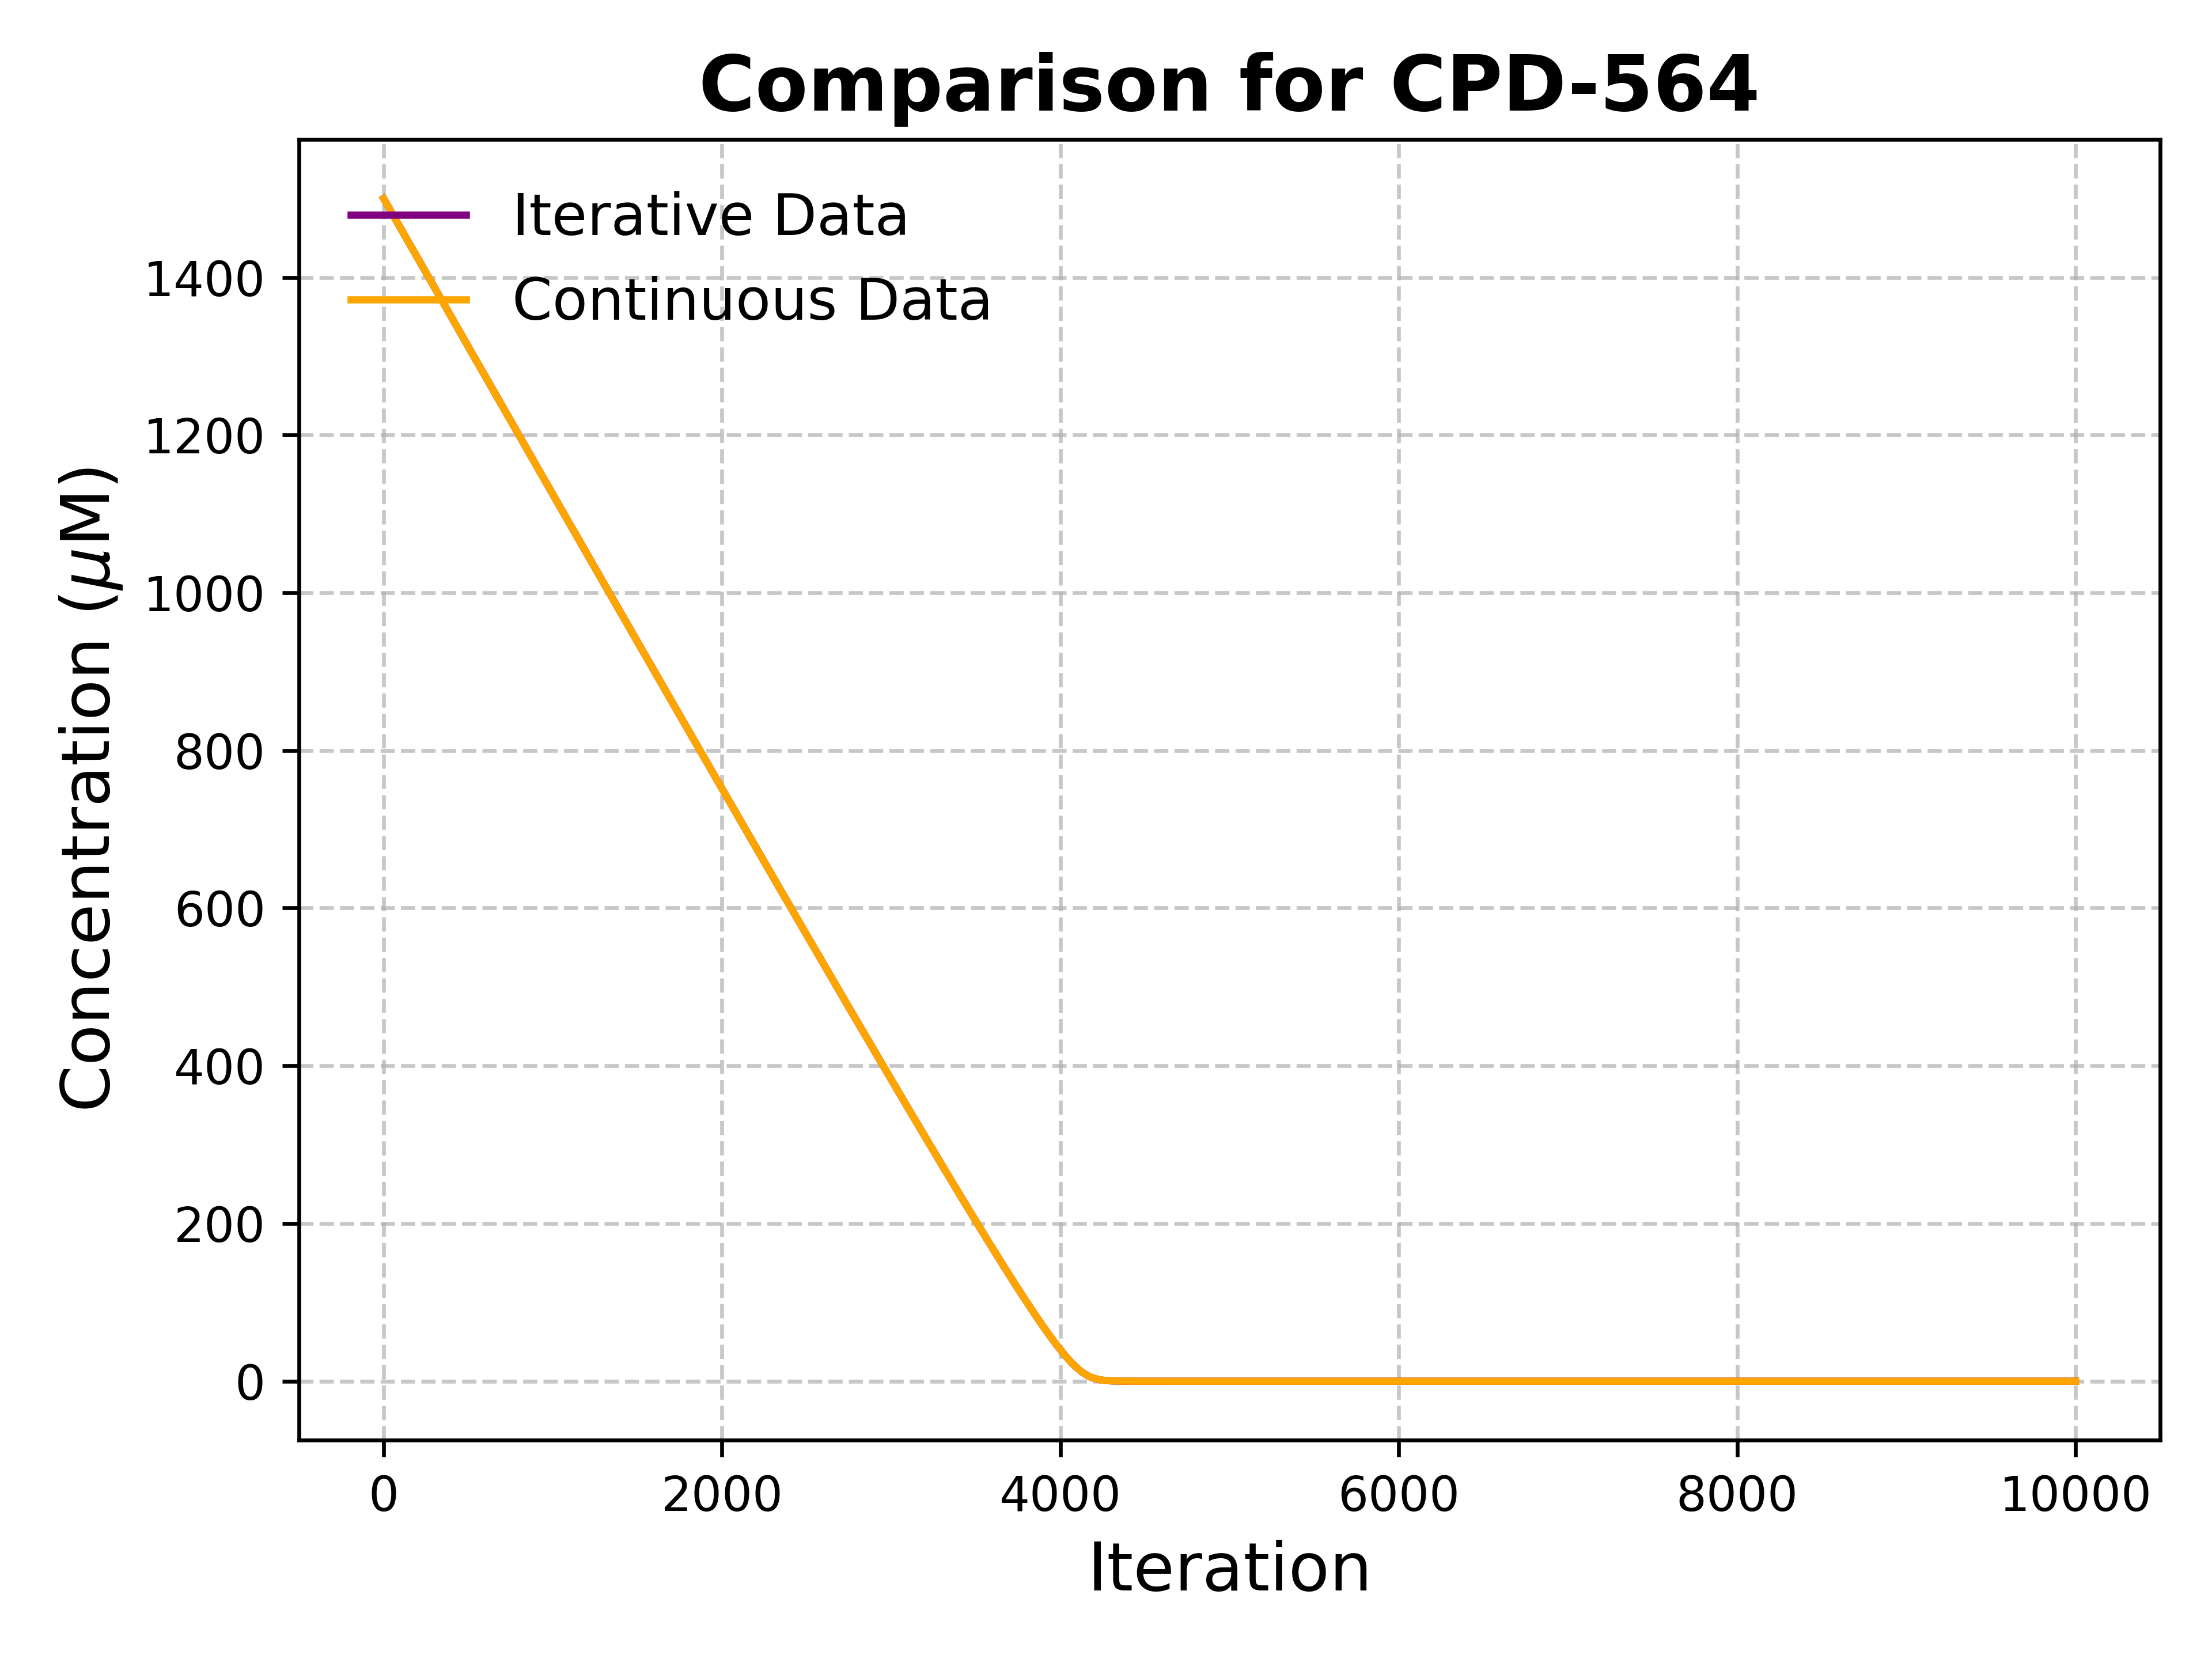 Comparison for CPD-564
Iterative Data
Continuous Data
Concentration (μM)
1400
1200
1000
800
600
400
200
0
0 2000 4000 6000 8000 10000
Iteration